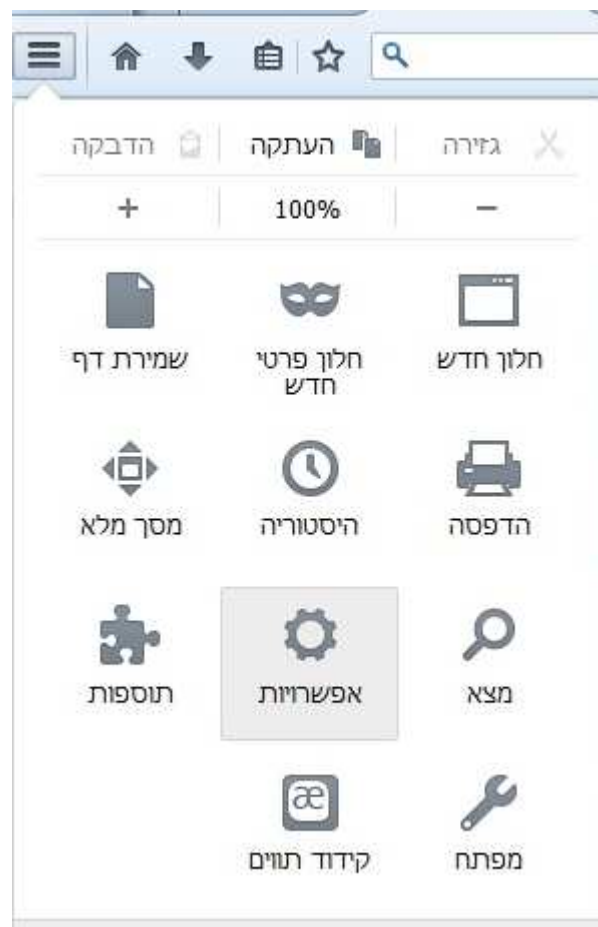 גזירה
העתקה
הדבקה
−
100%
+
חלון חדש
חלון פרטי
חדש
שמירת דף
הדפסה
היסטוריה
מסך מלא
מצא
אפשרויות
תוספות
מפתח
æ
קידוד תווים